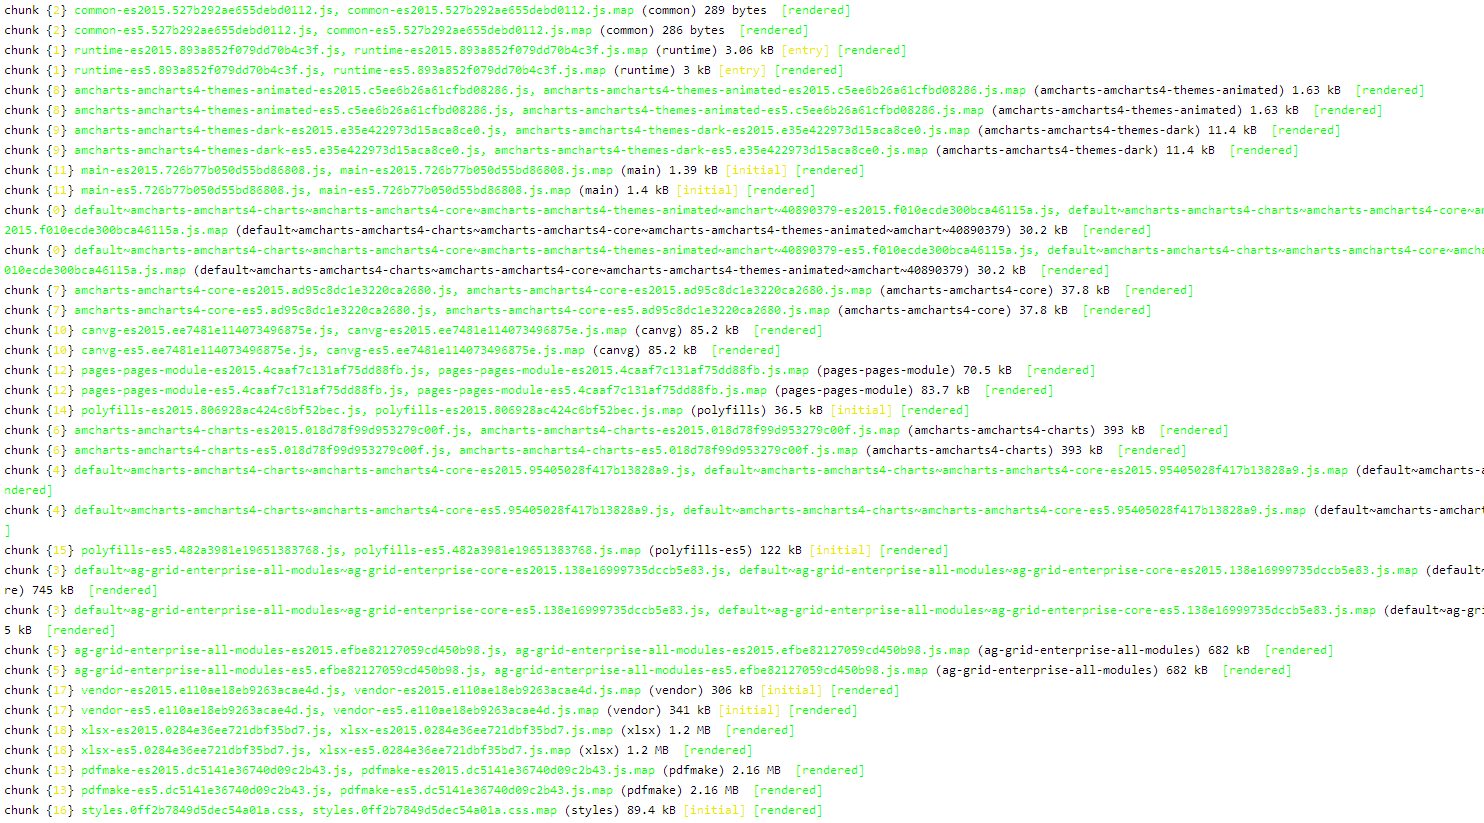 chunk {2} common-es2015.527b292ae655debd0112.js, common-es2015.527b292ae655debd0112.js.map (common) 289 bytes  [rendered]
chunk {2} common-es5.527b292ae655debd0112.js, common-es5.527b292ae655debd0112.js.map (common) 286 bytes  [rendered]
chunk {1} runtime-es2015.893a852f079dd70b4c3f.js, runtime-es2015.893a852f079dd70b4c3f.js.map (runtime) 3.06 kB [entry] [rendered]
chunk {1} runtime-es5.893a852f079dd70b4c3f.js, runtime-es5.893a852f079dd70b4c3f.js.map (runtime) 3 kB [entry] [rendered]
chunk {8} amcharts-amcharts4-themes-animated-es2015.c5ee6b26a61cfbd08286.js, amcharts-amcharts4-themes-animated-es2015.c5ee6b26a61cfbd08286.js.map (amcharts-amcharts4-themes-animated) 1.63 kB  [rendered]
chunk {8} amcharts-amcharts4-themes-animated-es5.c5ee6b26a61cfbd08286.js, amcharts-amcharts4-themes-animated-es5.c5ee6b26a61cfbd08286.js.map (amcharts-amcharts4-themes-animated) 1.63 kB  [rendered]
chunk {9} amcharts-amcharts4-themes-dark-es2015.e35e422973d15aca8ce0.js, amcharts-amcharts4-themes-dark-es2015.e35e422973d15aca8ce0.js.map (amcharts-amcharts4-themes-dark) 11.4 kB  [rendered]
chunk {9} amcharts-amcharts4-themes-dark-es5.e35e422973d15aca8ce0.js, amcharts-amcharts4-themes-dark-es5.e35e422973d15aca8ce0.js.map (amcharts-amcharts4-themes-dark) 11.4 kB  [rendered]
chunk {11} main-es2015.726b77b050d55bd86808.js, main-es2015.726b77b050d55bd86808.js.map (main) 1.39 kB [initial] [rendered]
chunk {11} main-es5.726b77b050d55bd86808.js, main-es5.726b77b050d55bd86808.js.map (main) 1.4 kB [initial] [rendered]
chunk {0} default~amcharts-amcharts4-charts~amcharts-amcharts4-core~amcharts-amcharts4-themes-animated~amchart~40890379-es2015.f010ecde300bca46115a.js, default~amcharts-amcharts4-charts~amcharts-amcharts4-core~am
2015.f010ecde300bca46115a.js.map (default~amcharts-amcharts4-charts~amcharts-amcharts4-core~amcharts-amcharts4-themes-animated~amchart~40890379) 30.2 kB  [rendered]
chunk {0} default~amcharts-amcharts4-charts~amcharts-amcharts4-core~amcharts-amcharts4-themes-animated~amchart~40890379-es5.f010ecde300bca46115a.js, default~amcharts-amcharts4-charts~amcharts-amcharts4-core~amcha
010ecde300bca46115a.js.map (default~amcharts-amcharts4-charts~amcharts-amcharts4-core~amcharts-amcharts4-themes-animated~amchart~40890379) 30.2 kB  [rendered]
chunk {7} amcharts-amcharts4-core-es2015.ad95c8dc1e3220ca2680.js, amcharts-amcharts4-core-es2015.ad95c8dc1e3220ca2680.js.map (amcharts-amcharts4-core) 37.8 kB  [rendered]
chunk {7} amcharts-amcharts4-core-es5.ad95c8dc1e3220ca2680.js, amcharts-amcharts4-core-es5.ad95c8dc1e3220ca2680.js.map (amcharts-amcharts4-core) 37.8 kB  [rendered]
chunk {10} canvg-es2015.ee7481e114073496875e.js, canvg-es2015.ee7481e114073496875e.js.map (canvg) 85.2 kB  [rendered]
chunk {10} canvg-es5.ee7481e114073496875e.js, canvg-es5.ee7481e114073496875e.js.map (canvg) 85.2 kB  [rendered]
chunk {12} pages-pages-module-es2015.4caaf7c131af75dd88fb.js, pages-pages-module-es2015.4caaf7c131af75dd88fb.js.map (pages-pages-module) 70.5 kB  [rendered]
chunk {12} pages-pages-module-es5.4caaf7c131af75dd88fb.js, pages-pages-module-es5.4caaf7c131af75dd88fb.js.map (pages-pages-module) 83.7 kB  [rendered]
chunk {14} polyfills-es2015.806928ac424c6bf52bec.js, polyfills-es2015.806928ac424c6bf52bec.js.map (polyfills) 36.5 kB [initial] [rendered]
chunk {6} amcharts-amcharts4-charts-es2015.018d78f99d953279c00f.js, amcharts-amcharts4-charts-es2015.018d78f99d953279c00f.js.map (amcharts-amcharts4-charts) 393 kB  [rendered]
chunk {6} amcharts-amcharts4-charts-es5.018d78f99d953279c00f.js, amcharts-amcharts4-charts-es5.018d78f99d953279c00f.js.map (amcharts-amcharts4-charts) 393 kB  [rendered]
chunk {4} default~amcharts-amcharts4-charts~amcharts-amcharts4-core-es2015.95405028f417b13828a9.js, default~amcharts-amcharts4-charts~amcharts-amcharts4-core-es2015.95405028f417b13828a9.js.map (default~amcharts-a
ndered]
chunk {4} default~amcharts-amcharts4-charts~amcharts-amcharts4-core-es5.95405028f417b13828a9.js, default~amcharts-amcharts4-charts~amcharts-amcharts4-core-es5.95405028f417b13828a9.js.map (default~amcharts-amchart
]
chunk {15} polyfills-es5.482a3981e19651383768.js, polyfills-es5.482a3981e19651383768.js.map (polyfills-es5) 122 kB [initial] [rendered]
chunk {3} default~ag-grid-enterprise-all-modules~ag-grid-enterprise-core-es2015.138e16999735dccb5e83.js, default~ag-grid-enterprise-all-modules~ag-grid-enterprise-core-es2015.138e16999735dccb5e83.js.map (default~
re) 745 kB  [rendered]
chunk {3} default~ag-grid-enterprise-all-modules~ag-grid-enterprise-core-es5.138e16999735dccb5e83.js, default~ag-grid-enterprise-all-modules~ag-grid-enterprise-core-es5.138e16999735dccb5e83.js.map (default~ag-gri
5 kB  [rendered]
chunk {5} ag-grid-enterprise-all-modules-es2015.efbe82127059cd450b98.js, ag-grid-enterprise-all-modules-es2015.efbe82127059cd450b98.js.map (ag-grid-enterprise-all-modules) 682 kB  [rendered]
chunk {5} ag-grid-enterprise-all-modules-es5.efbe82127059cd450b98.js, ag-grid-enterprise-all-modules-es5.efbe82127059cd450b98.js.map (ag-grid-enterprise-all-modules) 682 kB  [rendered]
chunk {17} vendor-es2015.e110ae18eb9263acae4d.js, vendor-es2015.e110ae18eb9263acae4d.js.map (vendor) 306 kB [initial] [rendered]
chunk {17} vendor-es5.e110ae18eb9263acae4d.js, vendor-es5.e110ae18eb9263acae4d.js.map (vendor) 341 kB [initial] [rendered]
chunk {18} xlsx-es2015.0284e36ee721dbf35bd7.js, xlsx-es2015.0284e36ee721dbf35bd7.js.map (xlsx) 1.2 MB  [rendered]
chunk {18} xlsx-es5.0284e36ee721dbf35bd7.js, xlsx-es5.0284e36ee721dbf35bd7.js.map (xlsx) 1.2 MB  [rendered]
chunk {13} pdfmake-es2015.dc5141e36740d09c2b43.js, pdfmake-es2015.dc5141e36740d09c2b43.js.map (pdfmake) 2.16 MB  [rendered]
chunk {13} pdfmake-es5.dc5141e36740d09c2b43.js, pdfmake-es5.dc5141e36740d09c2b43.js.map (pdfmake) 2.16 MB  [rendered]
chunk {16} styles.0ff2b7849d5dec54a01a.css, styles.0ff2b7849d5dec54a01a.css.map (styles) 89.4 kB [initial] [rendered]